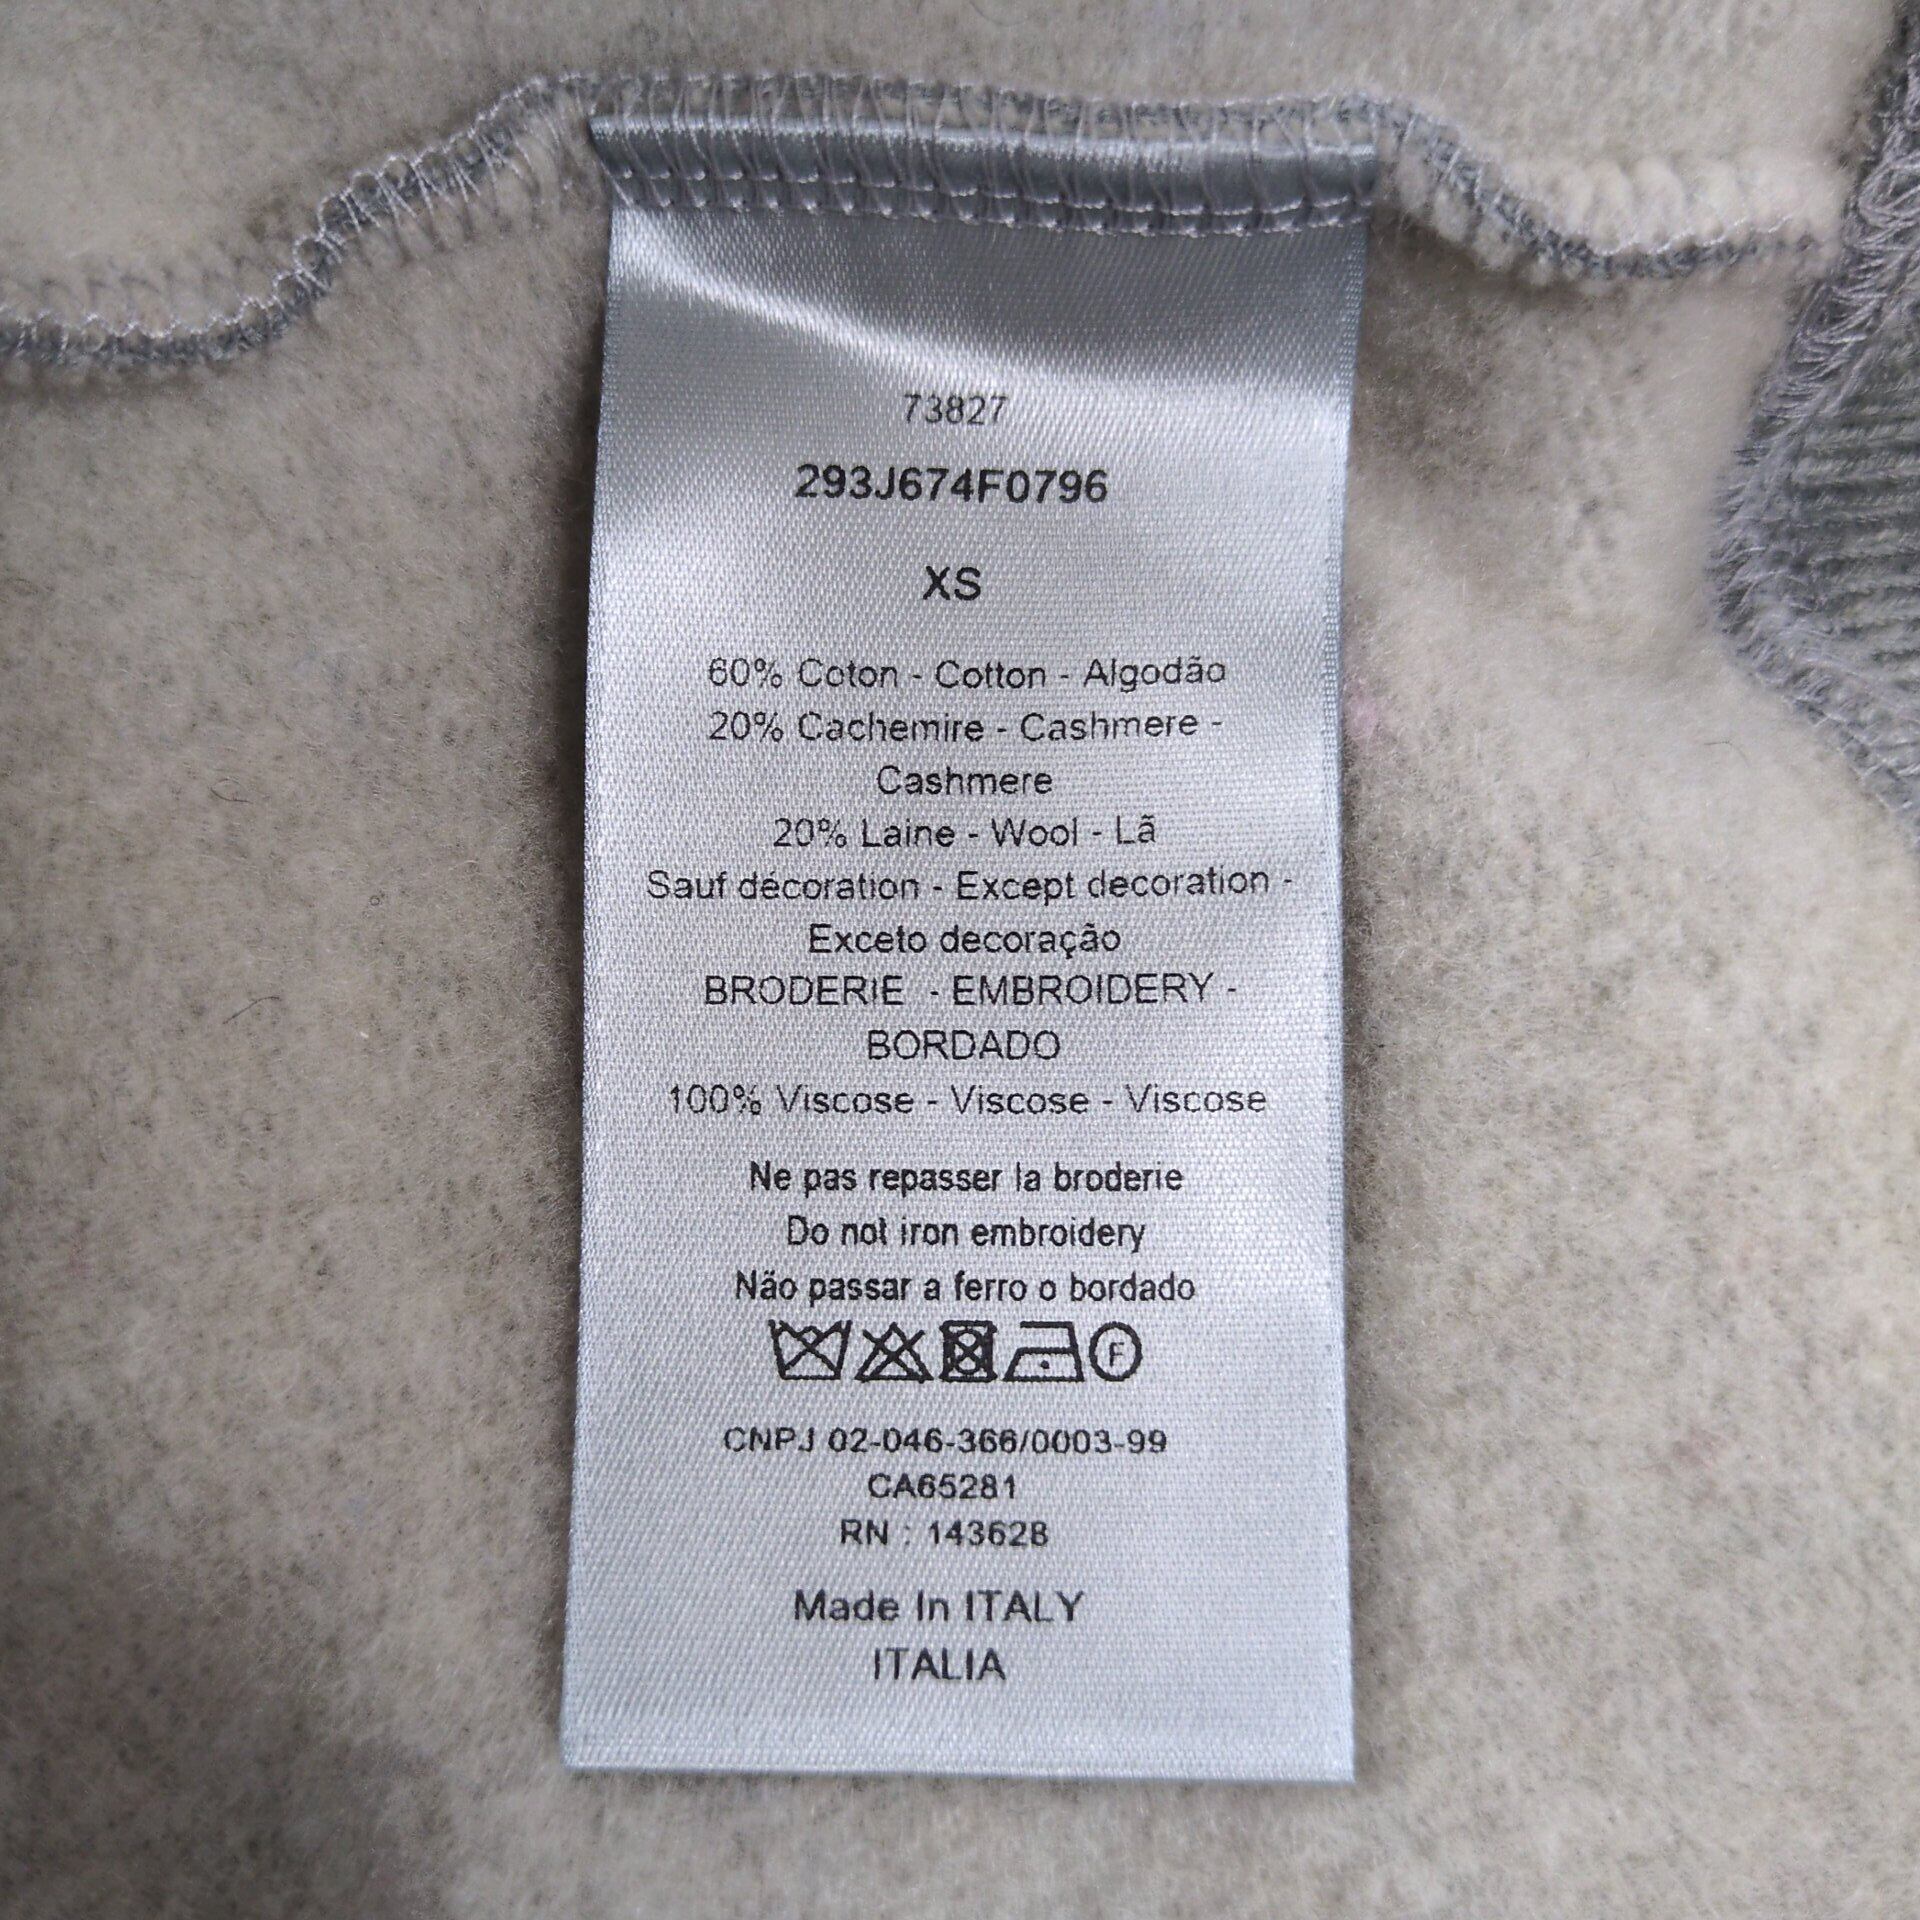 73827
293J674F0796
XS
60% Coton - Cotton - Algodão
20% Cachemire - Cashmere -
Cashmere
20% Laine - Wool - Lã
Sauf décoration - Except decoration -
Exceto decoração
BRODERIE - EMBROIDERY -
BORDADO
100% Viscose - Viscose - Viscose
Ne pas repasser la broderie
Do not iron embroidery
Não passar a ferro o bordado
F
CNPJ 02-046-366/0003-99
CA65281
RN : 143628
Made In ITALY
ITALIA